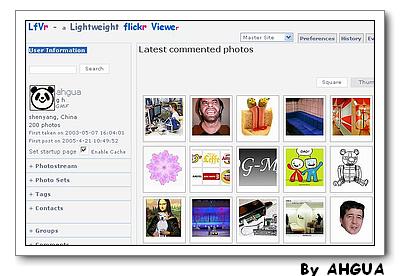 LfVr - a Lightweight flickr Viewer
Master Site
Preferences
History
User Information
Search
Latest commented photos
ahgua
g h
GMF
shenyang, China
200 photos
First taken on 2003-05-07 16:04:01
First post on 2005-4-21 10:49:52
Set startup page
Enable Cache
Square
Thum
+ Photostream
+ Photo Sets
+ Tags
+ Contacts
+ Groups
+ Comments
G-M
By AHGUA